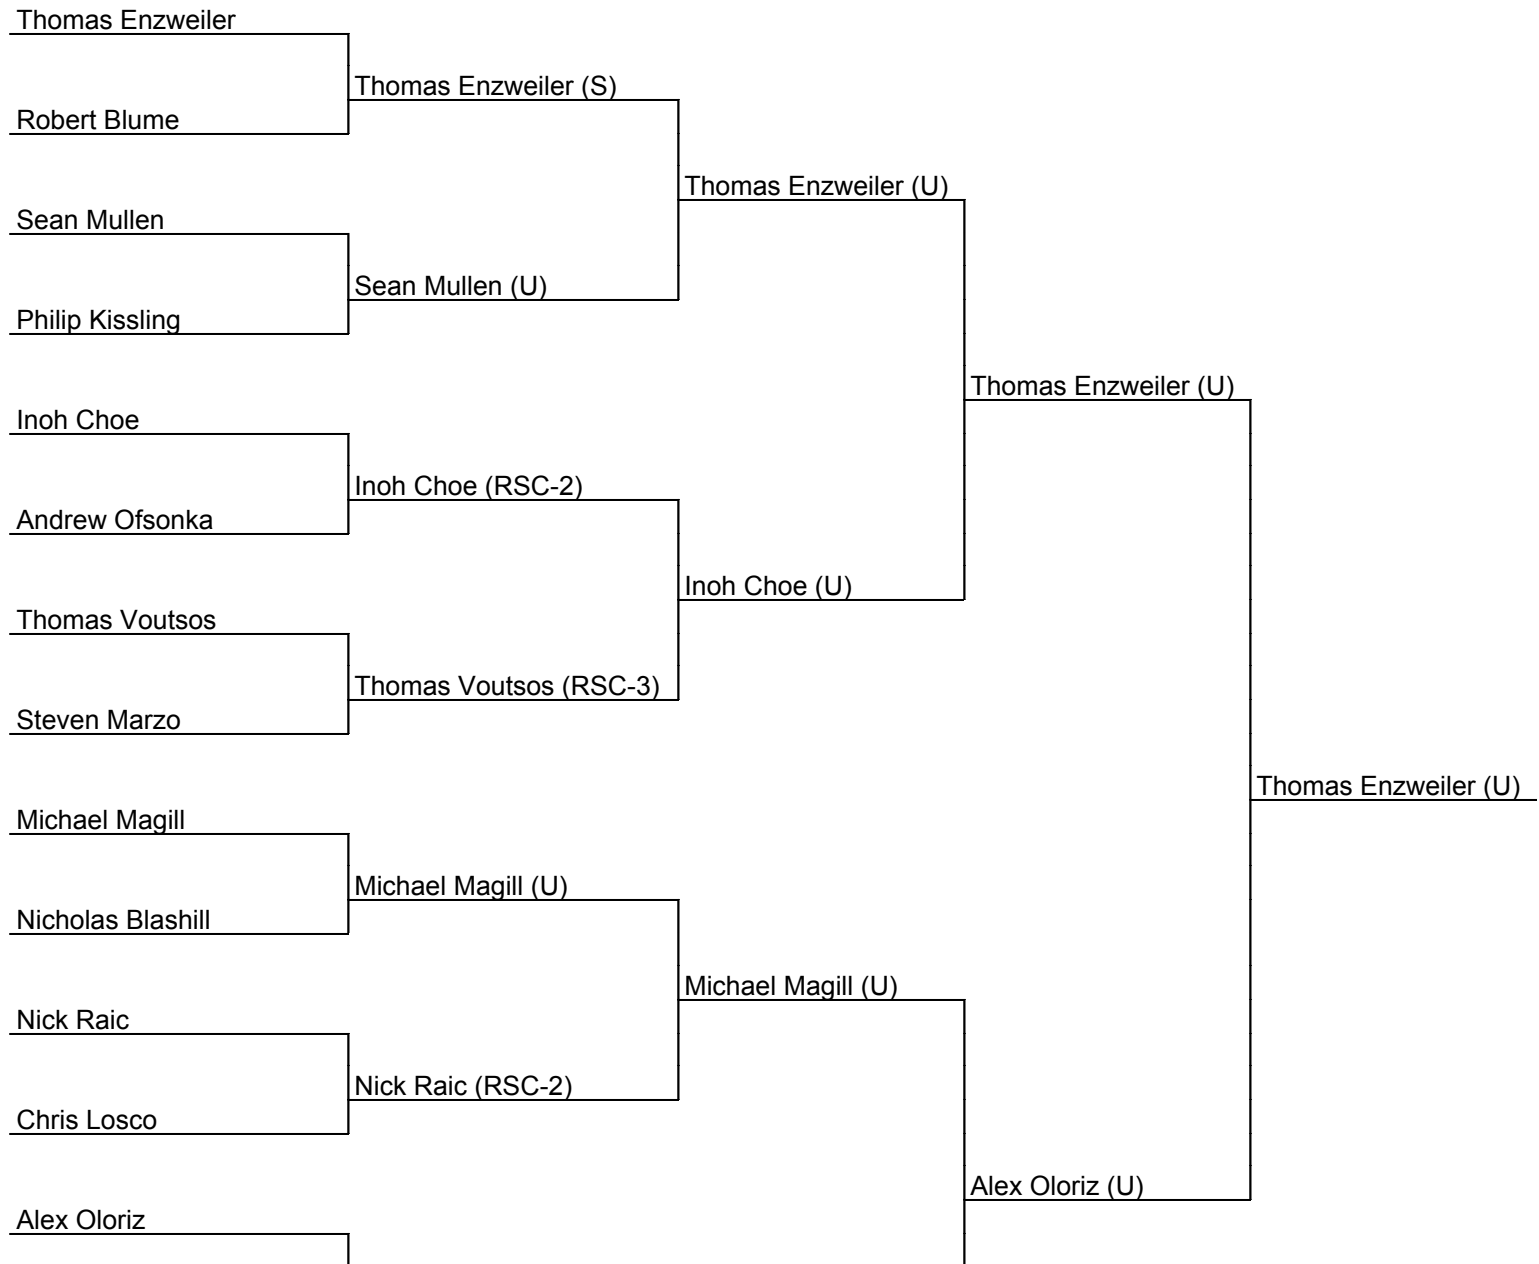 Thomas Enzweiler
Thomas Enzweiler (S)
Robert Blume
Thomas Enzweiler (U)
Sean Mullen
Sean Mullen (U)
Philip Kissling
Thomas Enzweiler (U)
Inoh Choe
Inoh Choe (RSC-2)
Andrew Ofsonka
Inoh Choe (U)
Thomas Voutsos
Thomas Voutsos (RSC-3)
Steven Marzo
Thomas Enzweiler (U)
Michael Magill
Michael Magill (U)
Nicholas Blashill
Michael Magill (U)
Nick Raic
Nick Raic (RSC-2)
Chris Losco
Alex Oloriz (U)
Alex Oloriz